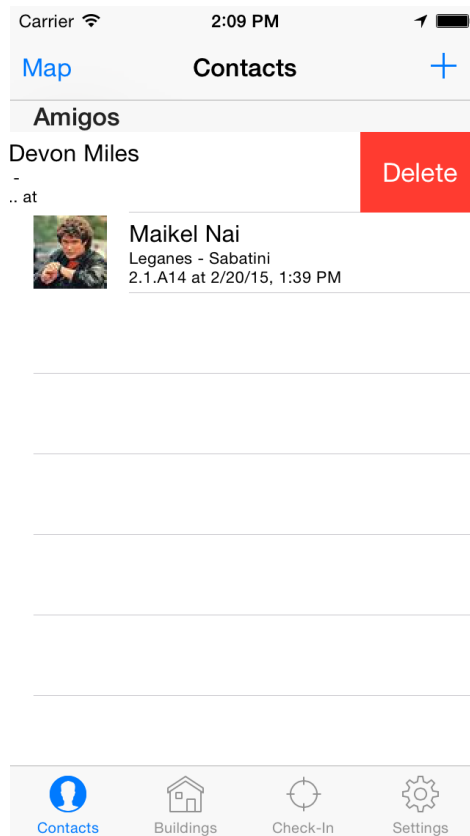 Carrier 2:09 PM
Map Contacts +
Amigos
Devon Miles
-
.. at
Delete
Maikel Nai
Leganes - Sabatini
2.1.A14 at 2/20/15, 1:39 PM
Contacts Buildings Check-In Settings